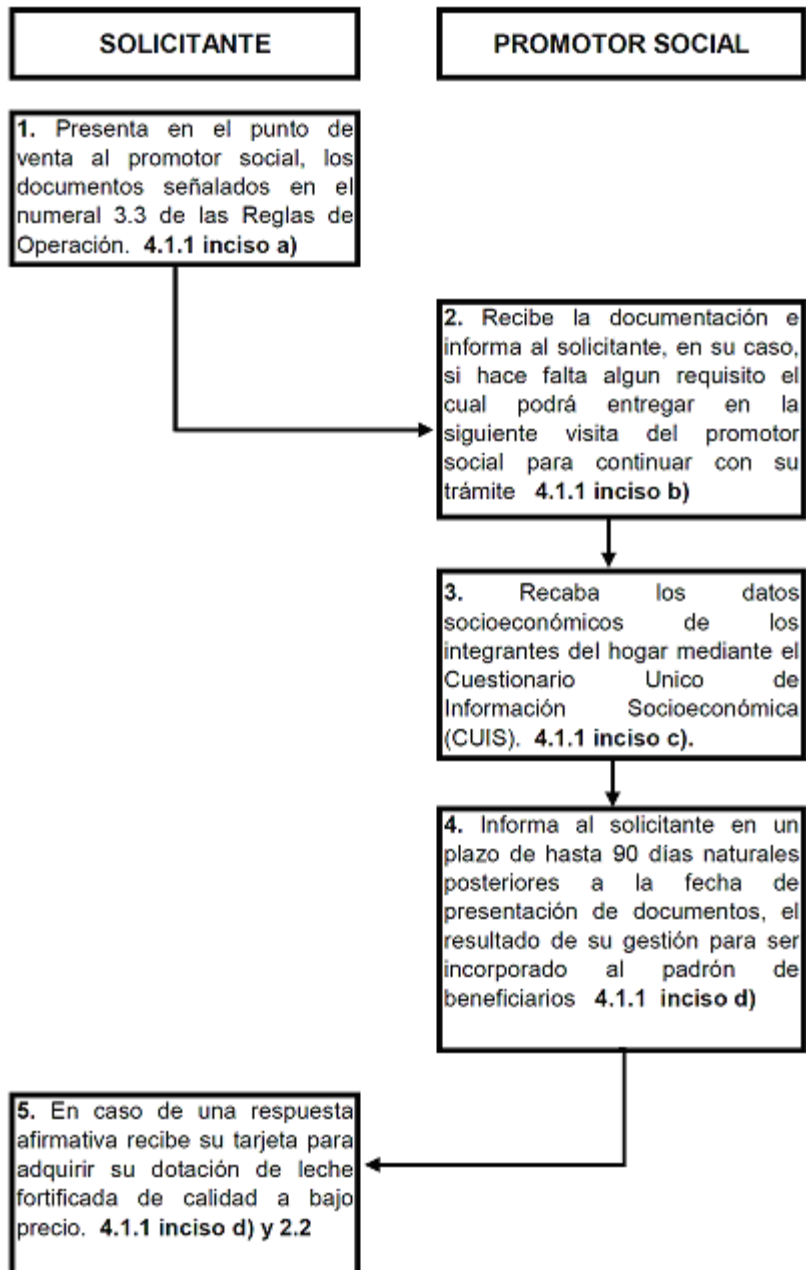 SOLICITANTE
PROMOTOR SOCIAL
1. Presenta en el punto de
venta al promotor social, los
documentos señalados en el
numeral 3.3 de las Reglas de
Operación. 4.1.1 inciso a)
2. Recibe la documentación e
informa al solicitante, en su caso,
si hace falta algun requisito el
cual podrá entregar en la
siguiente visita del promotor
social para continuar con su
trámite 4.1.1 inciso b)
3. Recaba los datos
socioeconómicos de los
integrantes del hogar mediante el
Cuestionario Unico de
Información Socioeconómica
(CUIS). 4.1.1 inciso c).
4. Informa al solicitante en un
plazo de hasta 90 días naturales
posteriores a la fecha de
presentación de documentos, el
resultado de su gestión para ser
incorporado al padrón de
beneficiarios 4.1.1 inciso d)
5. En caso de una respuesta
afirmativa recibe su tarjeta para
adquirir su dotación de leche
fortificada de calidad a bajo
precio. 4.1.1 inciso d) y 2.2